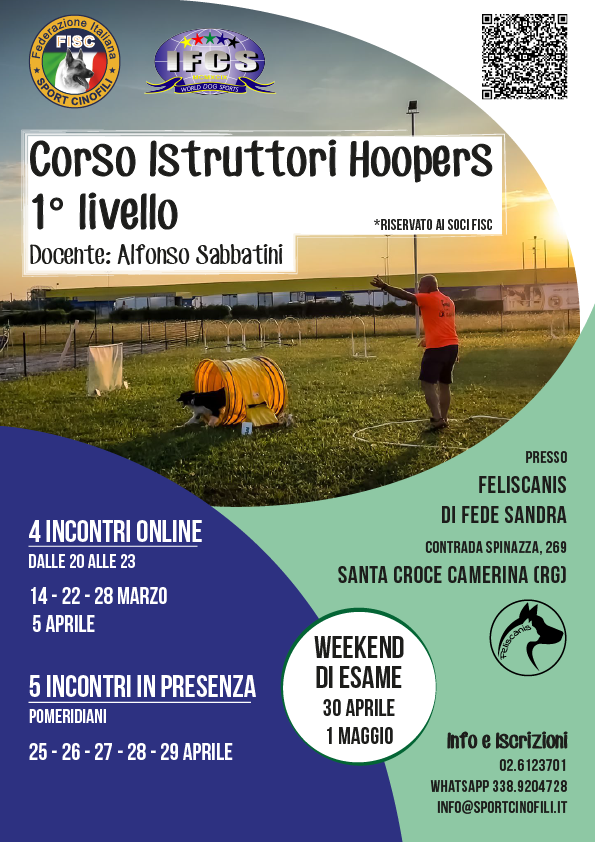 Federazione Italiana
FISC
SPORT CINOFILI
IFCS
WORLD DOG SPORTS
Corso Istruttori Hoopers
1° livello
*RISERVATO AI SOCI FISC
Docente: Alfonso Sabbatini
PRESSO
FELISCANIS
DI FEDE SANDRA
CONTRADA SPINAZZA, 269
SANTA CROCE CAMERINA (RG)
Feliscanis
4 INCONTRI ONLINE
DALLE 20 ALLE 23
14 - 22 - 28 MARZO
5 APRILE
5 INCONTRI IN PRESENZA
POMERIDIANI
25 - 26 - 27 - 28 - 29 APRILE
WEEKEND
DI ESAME
30 APRILE
1 MAGGIO
Info e Iscrizioni
02.6123701
WHATSAPP 338.9204728
INFO@SPORTCINOFILI.IT